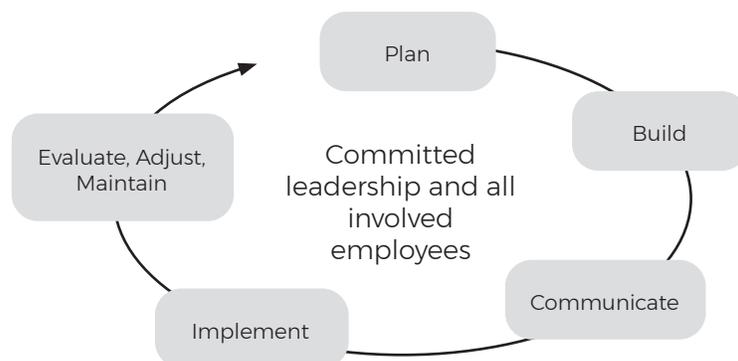 Plan
Build
Communicate
Implement
Evaluate, Adjust,
Maintain
Committed
leadership and all
involved
employees